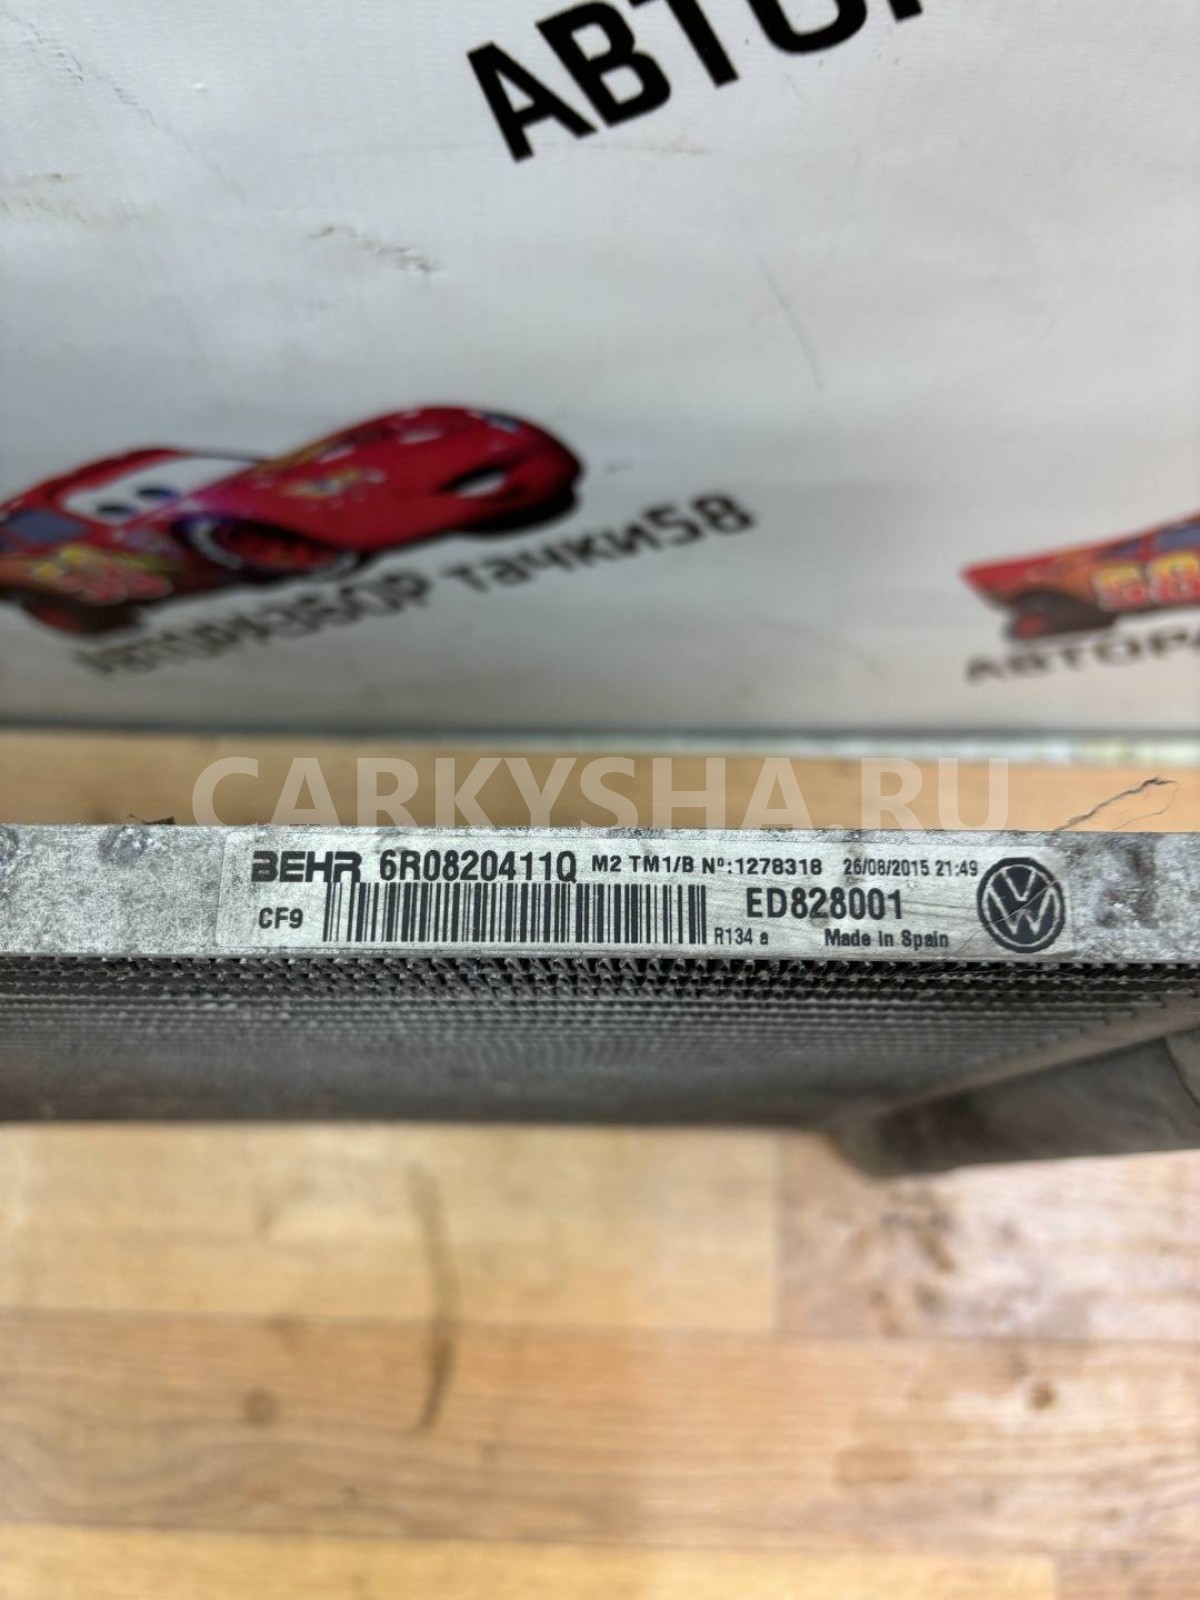 АВТОР
АВТОРАЗБОР тачки58
АВТОРА
CARKYSHA.RU
BEHR 6R0820411Q M2 TM1/B Nº:1278318 26/08/2015 21:49
CF9 ED828001
R134 a Made in Spain